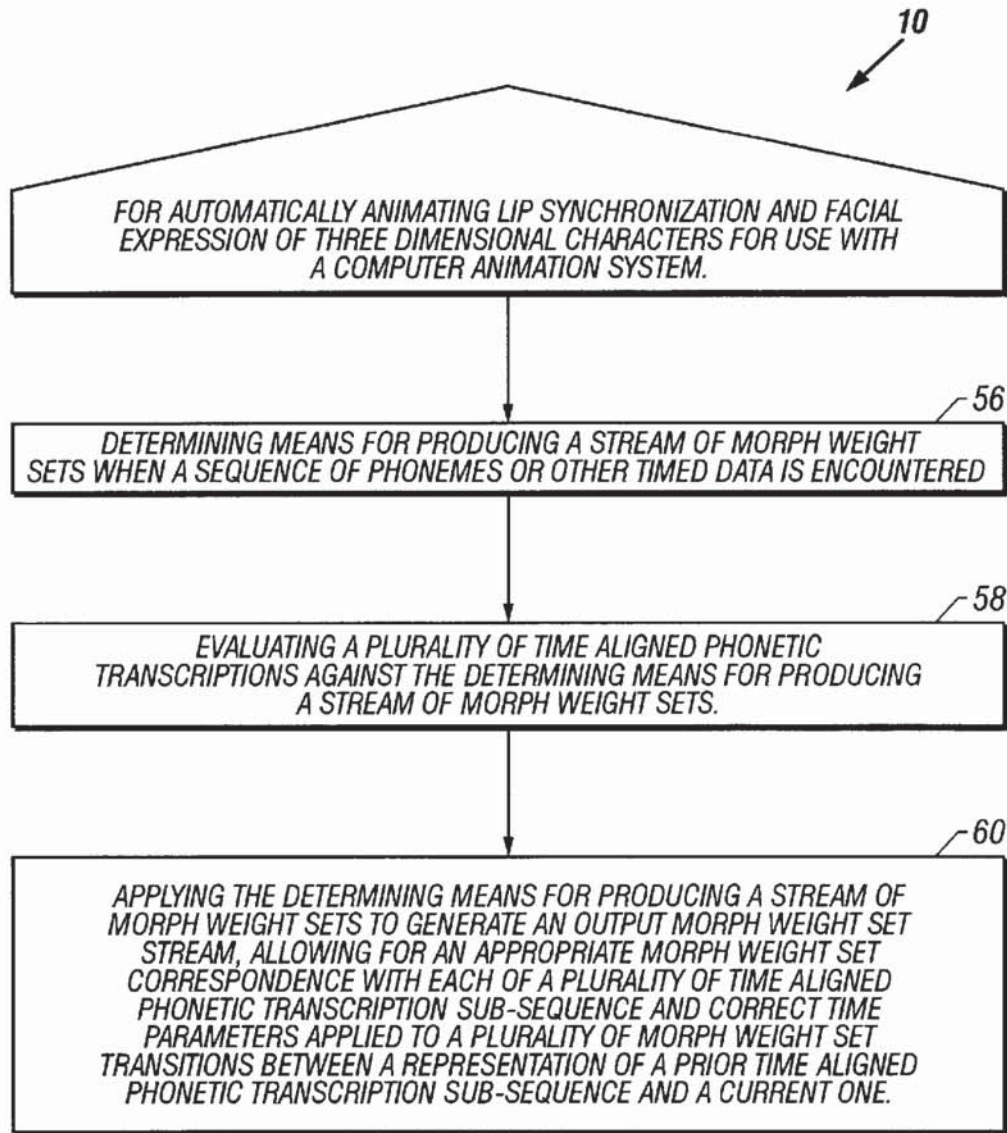 10
FOR AUTOMATICALLY ANIMATING LIP SYNCHRONIZATION AND FACIAL
EXPRESSION OF THREE DIMENSIONAL CHARACTERS FOR USE WITH
A COMPUTER ANIMATION SYSTEM.
56
DETERMINING MEANS FOR PRODUCING A STREAM OF MORPH WEIGHT
SETS WHEN A SEQUENCE OF PHONEMES OR OTHER TIMED DATA IS ENCOUNTERED
58
EVALUATING A PLURALITY OF TIME ALIGNED PHONETIC
TRANSCRIPTIONS AGAINST THE DETERMINING MEANS FOR PRODUCING
A STREAM OF MORPH WEIGHT SETS.
60
APPLYING THE DETERMINING MEANS FOR PRODUCING A STREAM OF
MORPH WEIGHT SETS TO GENERATE AN OUTPUT MORPH WEIGHT SET
STREAM, ALLOWING FOR AN APPROPRIATE MORPH WEIGHT SET
CORRESPONDENCE WITH EACH OF A PLURALITY OF TIME ALIGNED
PHONETIC TRANSCRIPTION SUB-SEQUENCE AND CORRECT TIME
PARAMETERS APPLIED TO A PLURALITY OF MORPH WEIGHT SET
TRANSITIONS BETWEEN A REPRESENTATION OF A PRIOR TIME ALIGNED
PHONETIC TRANSCRIPTION SUB-SEQUENCE AND A CURRENT ONE.